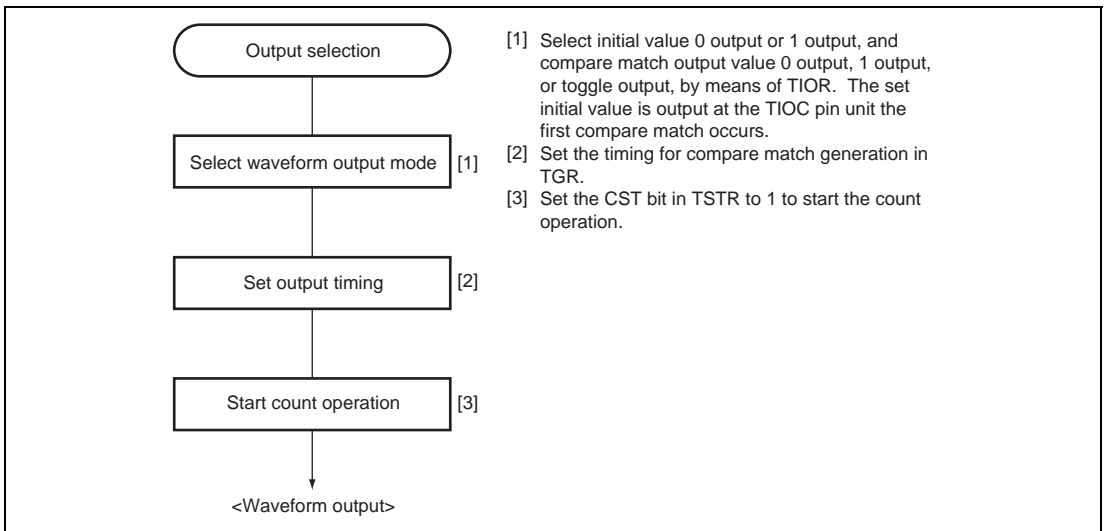 Output selection
Select waveform output mode [1]
Set output timing [2]
Start count operation [3]
<Waveform output>
[1] Select initial value 0 output or 1 output, and
compare match output value 0 output, 1 output,
or toggle output, by means of TIOR. The set
initial value is output at the TIOC pin unit the
first compare match occurs.
[2] Set the timing for compare match generation in
TGR.
[3] Set the CST bit in TSTR to 1 to start the count
operation.